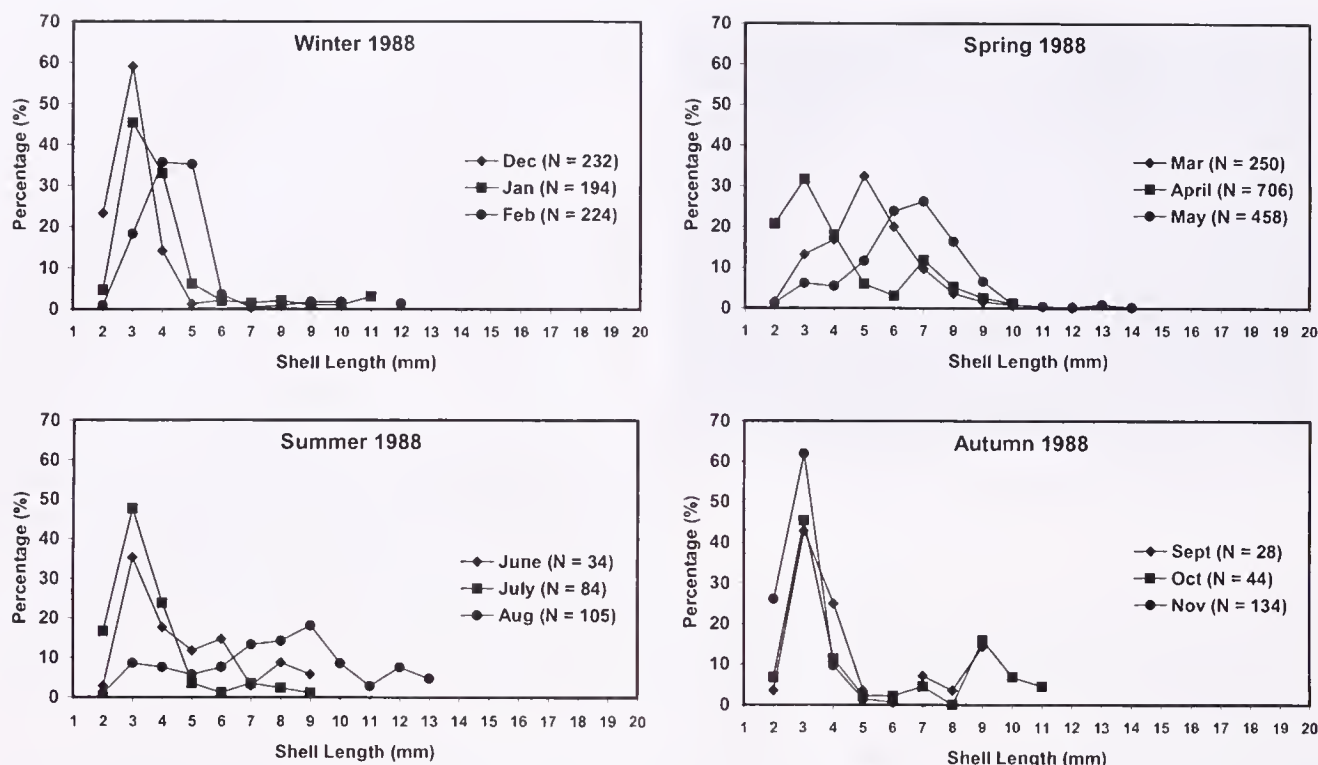 Winter 1988
Percentage (%)
70
60
50
40
30
20
10
0
1 2 3 4 5 6 7 8 9 10 11 12 13 14 15 16 17 18 19 20
Shell Length (mm)
Dec (N = 232)
Jan (N = 194)
Feb (N = 224)
Spring 1988
Percentage (%)
70
60
50
40
30
20
10
0
1 2 3 4 5 6 7 8 9 10 11 12 13 14 15 16 17 18 19 20
Shell Length (mm)
Mar (N = 250)
April (N = 706)
May (N = 458)
Summer 1988
Percentage (%)
70
60
50
40
30
20
10
0
1 2 3 4 5 6 7 8 9 10 11 12 13 14 15 16 17 18 19 20
Shell Length (mm)
June (N = 34)
July (N = 84)
Aug (N = 105)
Autumn 1988
Percentage (%)
70
60
50
40
30
20
10
0
1 2 3 4 5 6 7 8 9 10 11 12 13 14 15 16 17 18 19 20
Shell Length (mm)
Sept (N = 28)
Oct (N = 44)
Nov (N = 134)